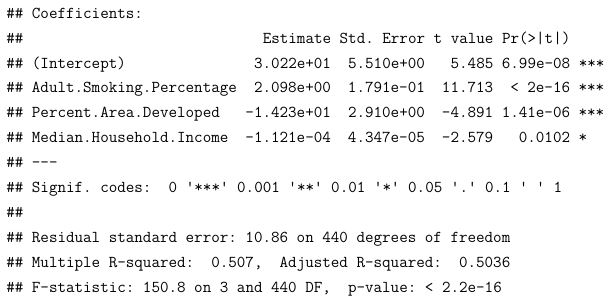 ## Coefficients:
##                             Estimate Std. Error t value Pr(>|t|)
## (Intercept)                3.022e+01  5.510e+00   5.485 6.99e-08 ***
## Adult.Smoking.Percentage   2.098e+00  1.791e-01  11.713  < 2e-16 ***
## Percent.Area.Developed    -1.423e+01  2.910e+00  -4.891 1.41e-06 ***
## Median.Household.Income   -1.121e-04  4.347e-05  -2.579   0.0102 *
## ---
## Signif. codes:  0 '***' 0.001 '**' 0.01 '*' 0.05 '.' 0.1 ' ' 1
##
## Residual standard error: 10.86 on 440 degrees of freedom
## Multiple R-squared:  0.507, Adjusted R-squared:  0.5036
## F-statistic: 150.8 on 3 and 440 DF,  p-value: < 2.2e-16